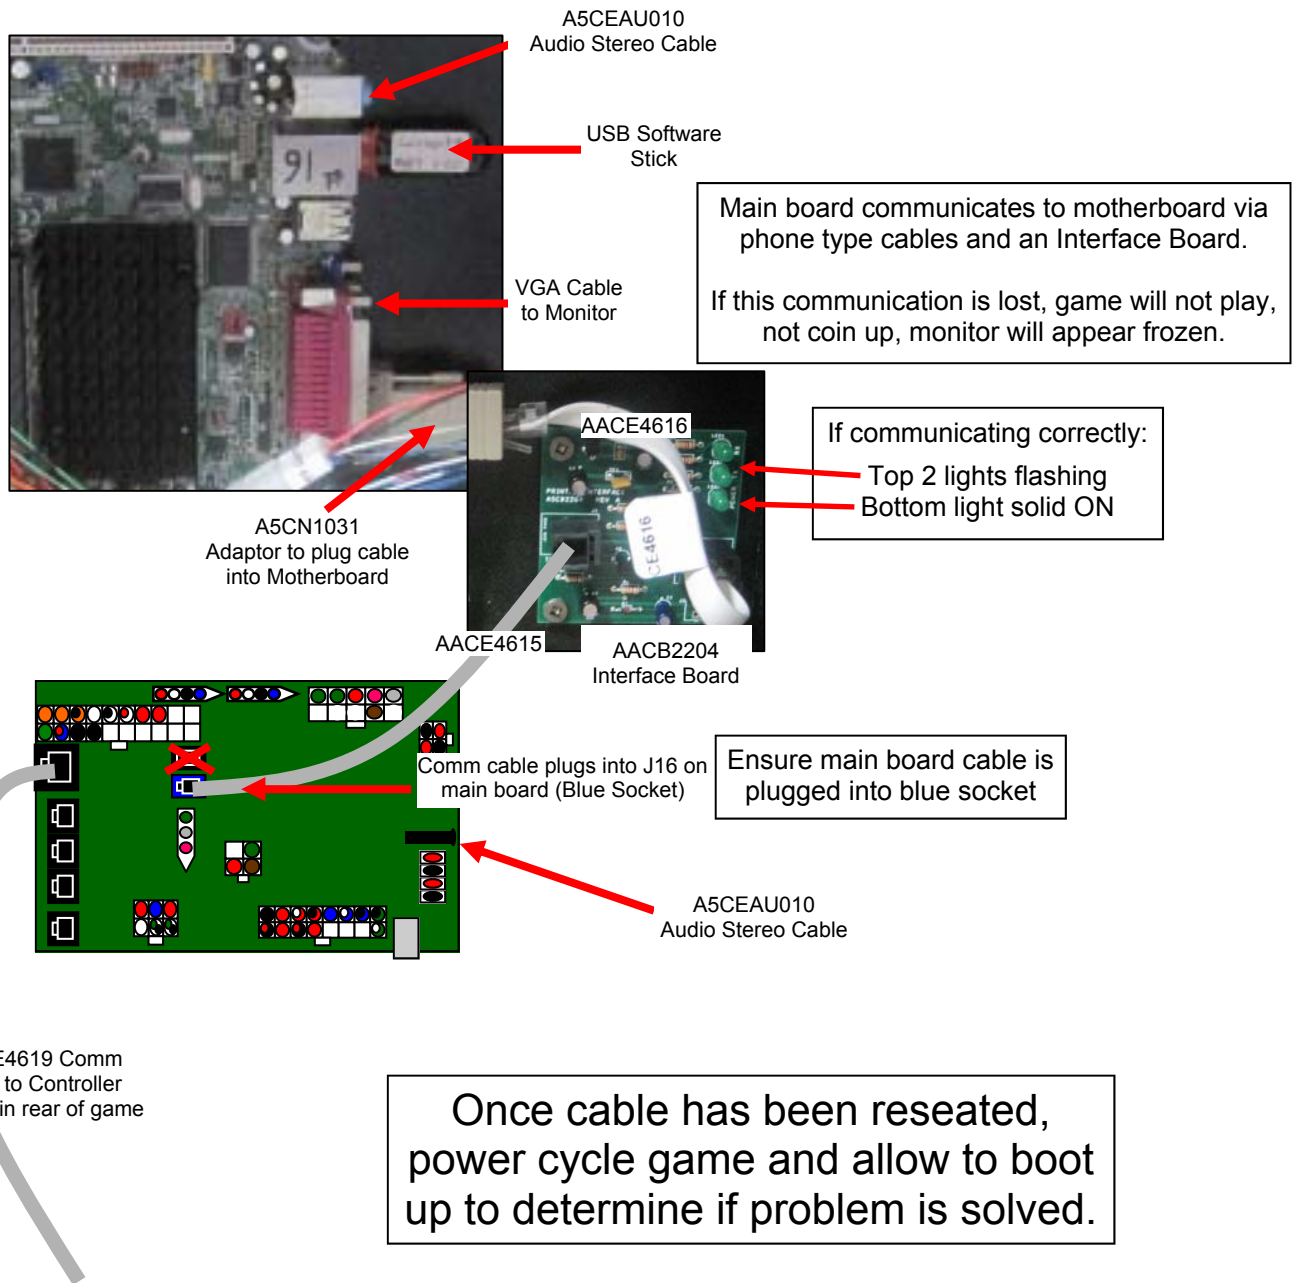 A5CEAU010
Audio Stereo Cable
USB Software
Stick
91
Main board communicates to motherboard via
phone type cables and an Interface Board.
If this communication is lost, game will not play,
not coin up, monitor will appear frozen.
VGA Cable
to Monitor
AACE4616
If communicating correctly:
Top 2 lights flashing
Bottom light solid ON
CE4616
A5CN1031
Adaptor to plug cable
into Motherboard
AACE4615
AACB2204
Interface Board
Comm cable plugs into J16 on
main board (Blue Socket)
Ensure main board cable is
plugged into blue socket
A5CEAU010
Audio Stereo Cable
E4619 Comm
to Controller
in rear of game
Once cable has been reseated,
power cycle game and allow to boot
up to determine if problem is solved.